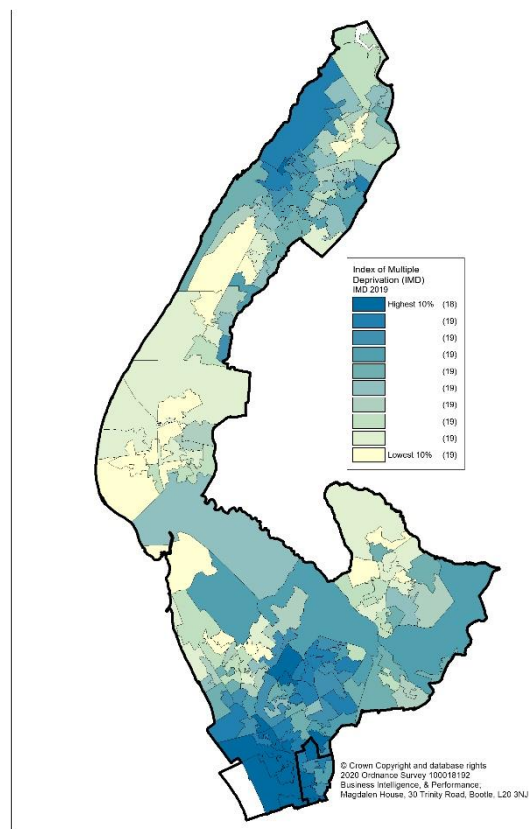 Index of Multiple
Deprivation (IMD)
IMD 2019
Highest 10% (18)
(19)
(19)
(19)
(19)
(19)
(19)
(19)
(19)
Lowest 10% (19)
© Crown Copyright and database rights
2020 Ordnance Survey 100018192
Business Intelligence, & Performance,
Magdalen House, 30 Trinity Road, Bootle, L20 3NJ